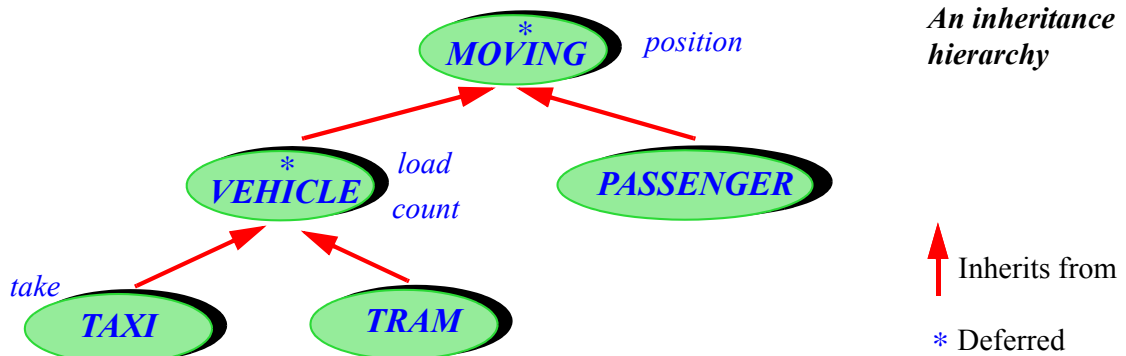 *
MOVING
position
An inheritance
hierarchy
*
VEHICLE
load
count
PASSENGER
take
TAXI
TRAM
Inherits from
* Deferred